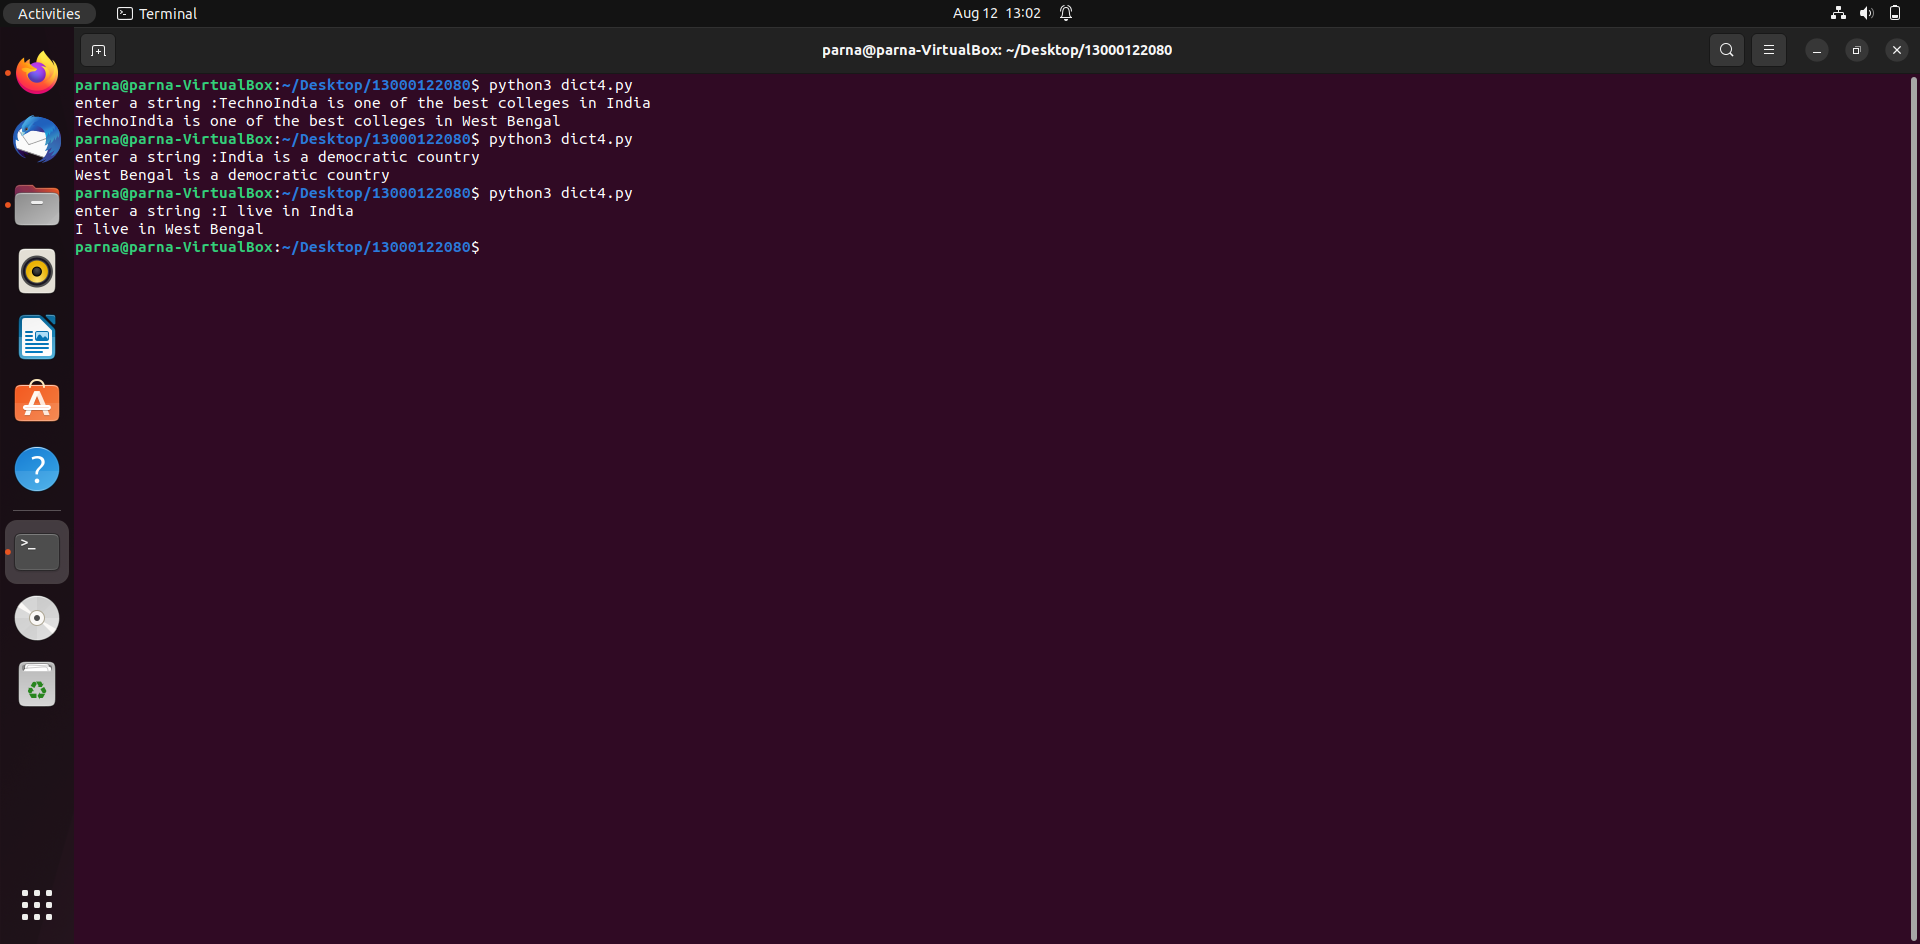 Activities
Terminal
Aug 12 13:02
parna@parna-VirtualBox: ~/Desktop/13000122080
parna@parna-VirtualBox:~/Desktop/13000122080$ python3 dict4.py
enter a string :TechnoIndia is one of the best colleges in India
TechnoIndia is one of the best colleges in West Bengal
parna@parna-VirtualBox:~/Desktop/13000122080$ python3 dict4.py
enter a string :India is a democratic country
West Bengal is a democratic country
parna@parna-VirtualBox:~/Desktop/13000122080$ python3 dict4.py
enter a string :I live in India
I live in West Bengal
parna@parna-VirtualBox:~/Desktop/13000122080$